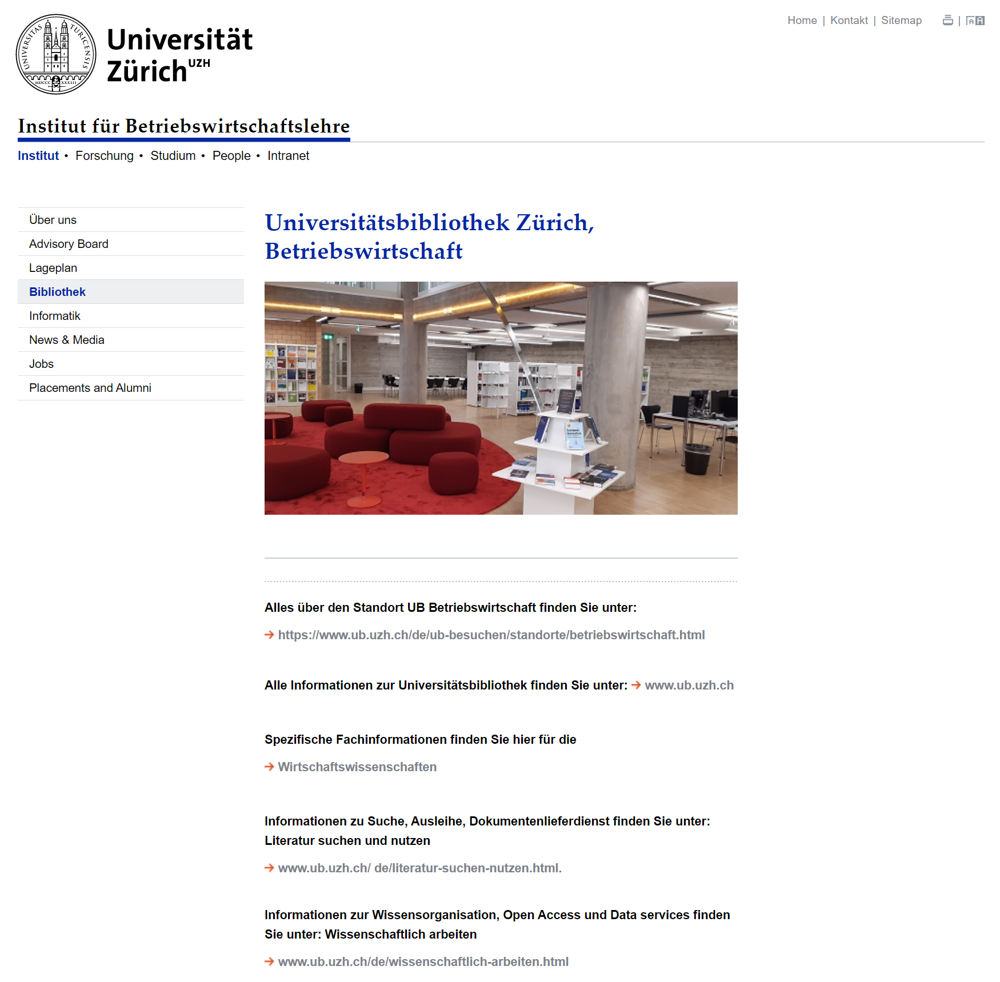 UNIVERSITAS TURICENSIS
MDCCC XXXIII
Universität
Zürich UZH
Home | Kontakt | Sitemap
Institut für Betriebswirtschaftslehre
Institut • Forschung • Studium • People • Intranet
Über uns
Advisory Board
Lageplan
Bibliothek
Informatik
News & Media
Jobs
Placements and Alumni
Universitätsbibliothek Zürich,
Betriebswirtschaft
Alles über den Standort UB Betriebswirtschaft finden Sie unter:
https://www.ub.uzh.ch/de/ub-besuchen/standorte/betriebswirtschaft.html
Alle Informationen zur Universitätsbibliothek finden Sie unter: www.ub.uzh.ch
Spezifische Fachinformationen finden Sie hier für die
Wirtschaftswissenschaften
Informationen zu Suche, Ausleihe, Dokumentenlieferdienst finden Sie unter:
Literatur suchen und nutzen
www.ub.uzh.ch/ de/literatur-suchen-nutzen.html.
Informationen zur Wissensorganisation, Open Access und Data services finden
Sie unter: Wissenschaftlich arbeiten
www.ub.uzh.ch/de/wissenschaftlich-arbeiten.html